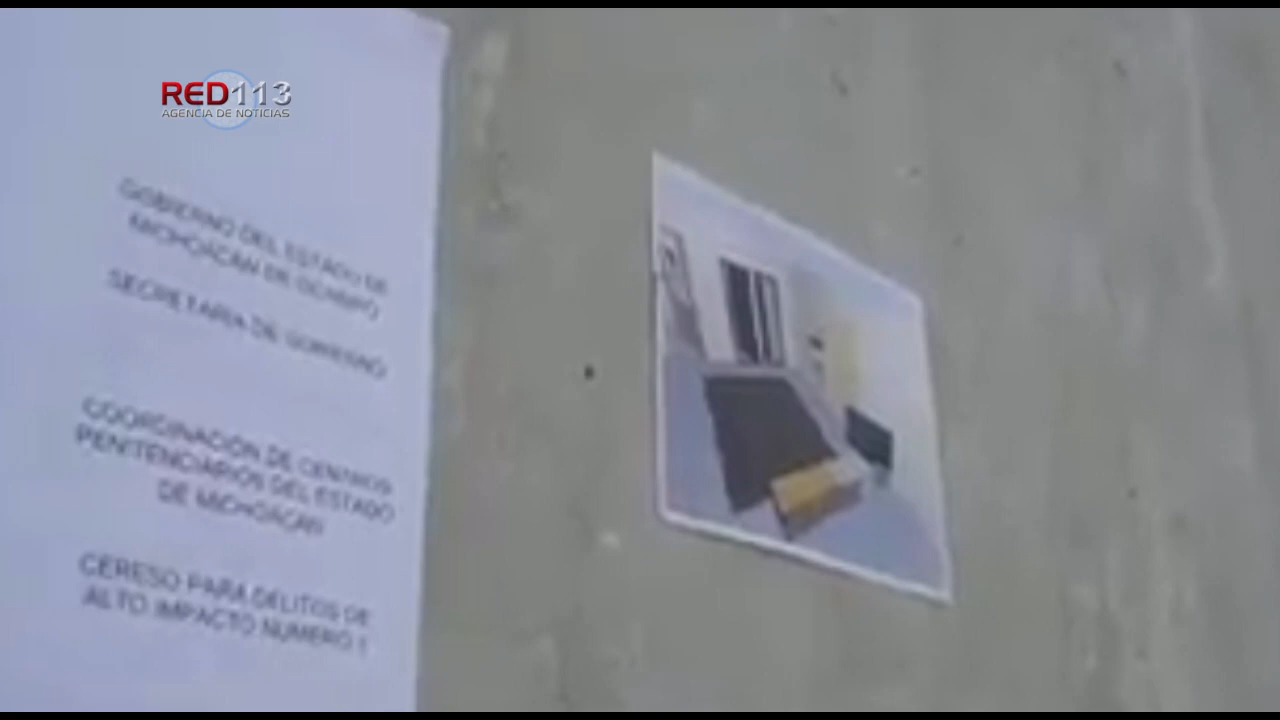 RED113
AGENCIA DE NOTICIAS
GOBIERNO DEL ESTADO DE
MICHOACAN DE OCAMPO
SECRETARIA DE GOBIERNO
COORDINACIÓN DE CENTROS
PENITENCIARIOS DEL ESTADO
DE MICHOACAN
CERESO PARA DELITOS DE
ALTO IMPACTO NUMERO 1